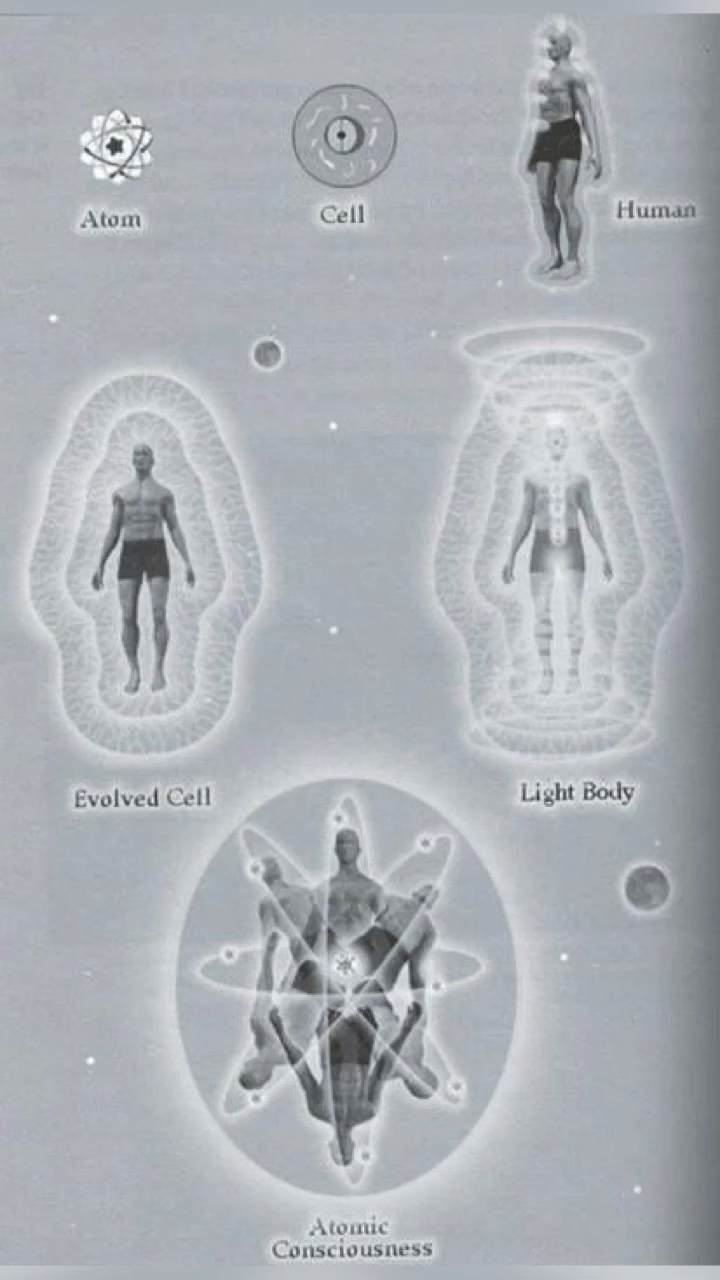 Atom
Cell
Human
Evolved Cell
Light Body
Atomic
Consciousness